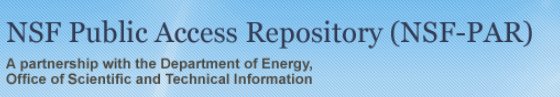 NSF Public Access Repository (NSF-PAR)
A partnership with the Department of Energy,
Office of Scientific and Technical Information